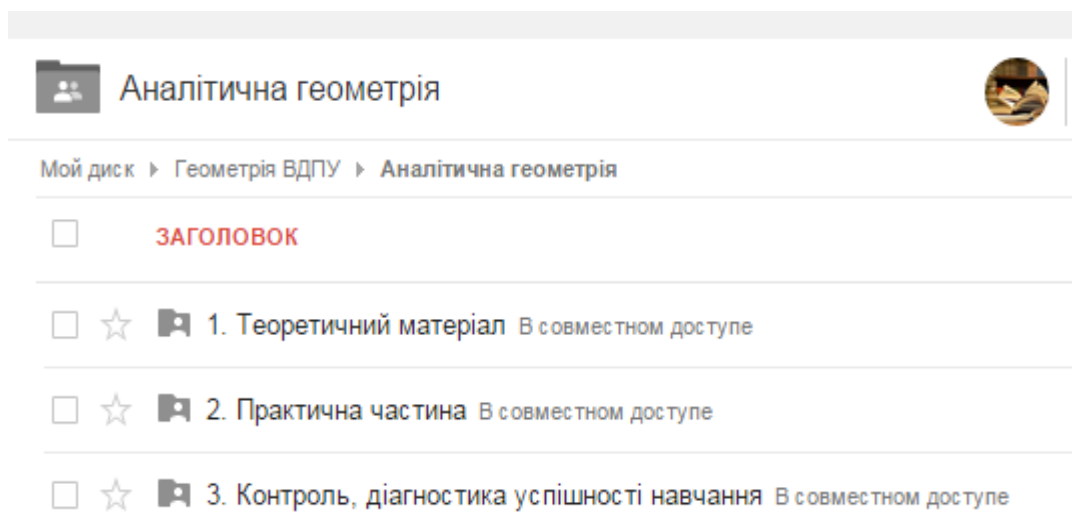 Аналітична геометрія
Мой диск Геометрія ВДПУ Аналітична геометрія
ЗАГОЛОВОК
1. Теоретичний матеріал В совместном доступе
2. Практична частина В совместном доступе
3. Контроль, діагностика успішності навчання В совместном доступе